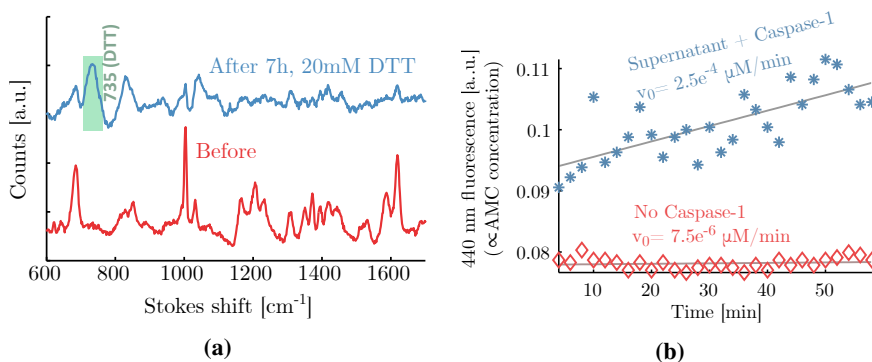 735 (DTT)
After 7h, 20mM DTT
Before
Counts [a.u.]
600 800 1000 1200 1400 1600
Stokes shift [cm⁻¹]
(a)
440 nm fluorescence [a..u.]
(∝AMC concentration)
0.11
0.1
0.09
0.08
Supernatant + Caspase-1
v₀= 2.5e⁻⁴ μM/min
No Caspase-1
v₀= 7.5e⁻⁶ μM/min
10 20 30 40 50
Time [min]
(b)